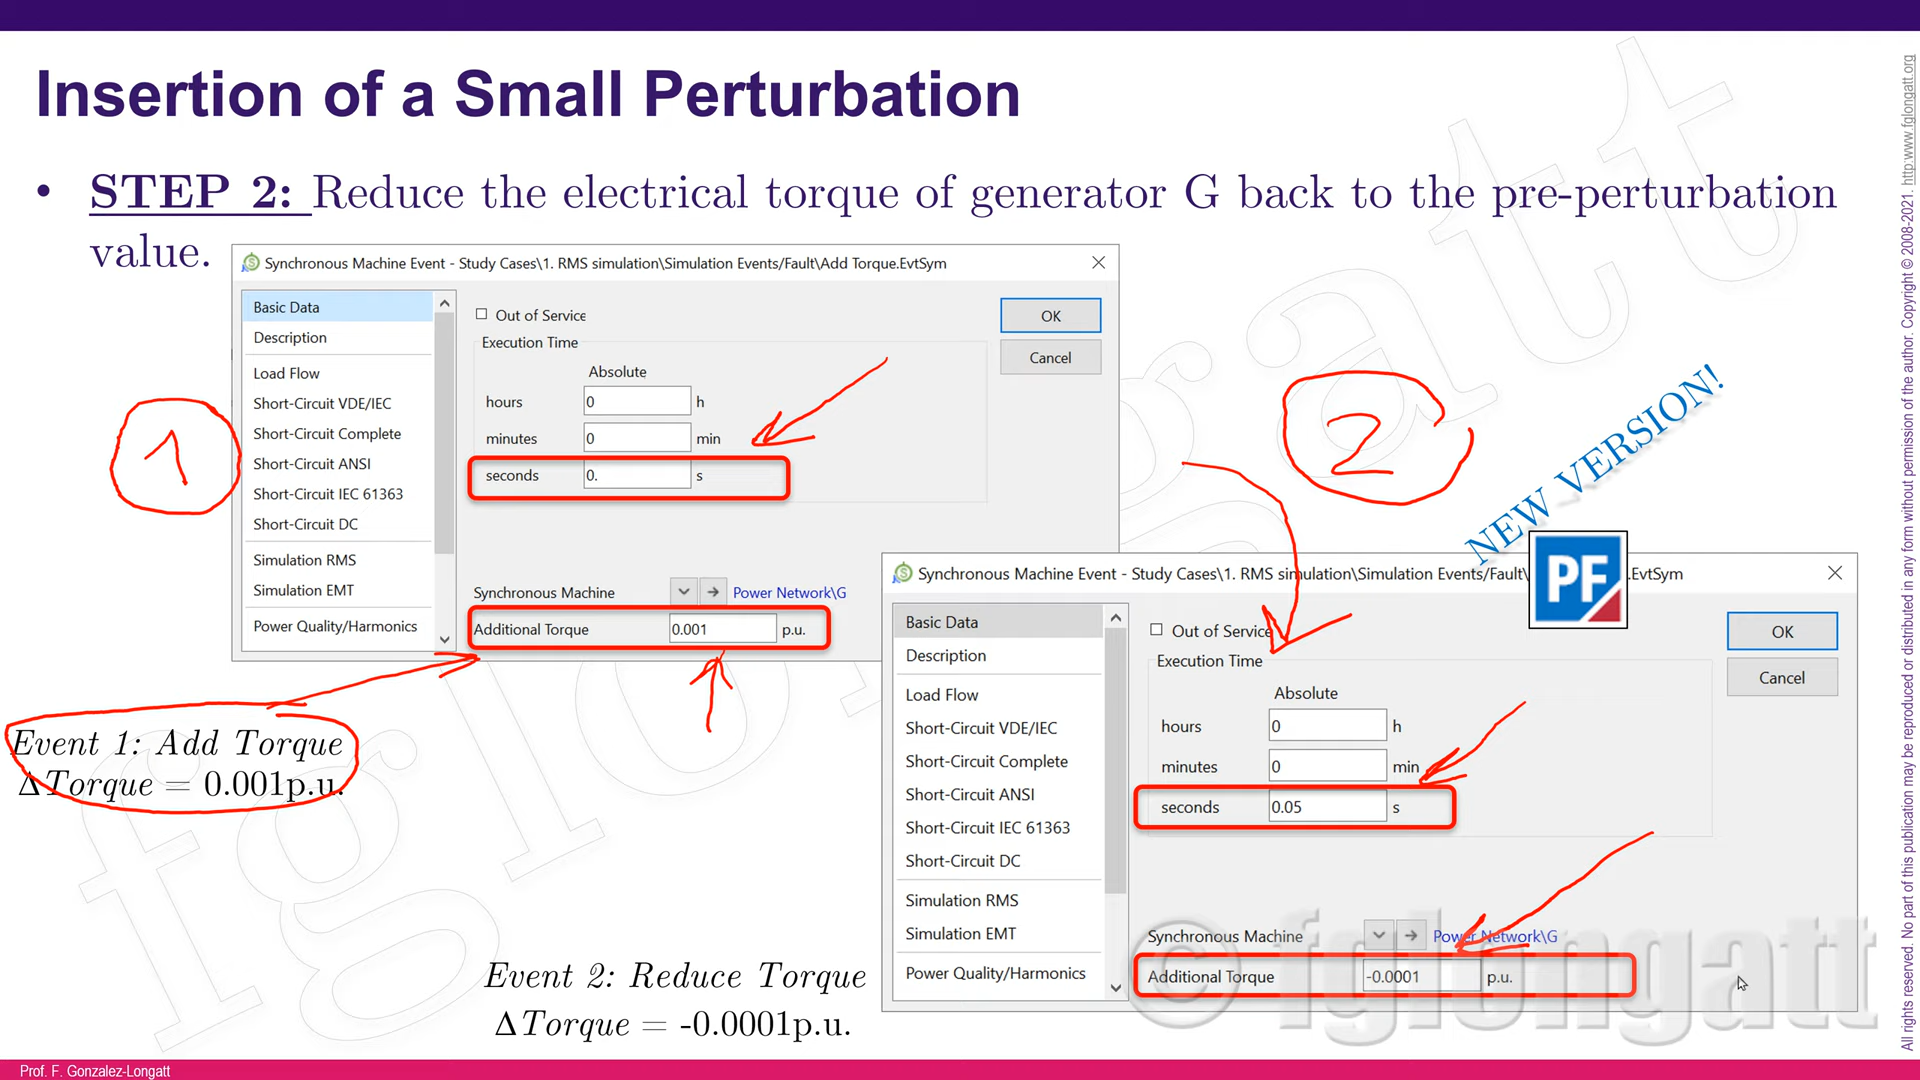 Insertion of a Small Perturbation
• STEP 2: Reduce the electrical torque of generator G back to the pre-perturbation
value.
Synchronous Machine Event - Study Cases\1. RMS simulation\Simulation Events/Fault\Add Torque.EvtSym
Basic Data
Description
Load Flow
Short-Circuit VDE/IEC
Short-Circuit Complete
Short-Circuit ANSI
Short-Circuit IEC 61363
Short-Circuit DC
Simulation RMS
Simulation EMT
Power Quality/Harmonics
Out of Service
Execution Time
Absolute
hours 0 h
minutes 0 min
seconds 0. s
OK
Cancel
Synchronous Machine Power Network\G
Additional Torque 0.001 p.u.
1
2
NEW VERSION!
PF
Event 1: Add Torque
ΔTorque = 0.001p.u.
Synchronous Machine Event - Study Cases\1. RMS simulation\Simulation Events/Fault\ .EvtSym
Basic Data
Description
Load Flow
Short-Circuit VDE/IEC
Short-Circuit Complete
Short-Circuit ANSI
Short-Circuit IEC 61363
Short-Circuit DC
Simulation RMS
Simulation EMT
Power Quality/Harmonics
Out of Service
Execution Time
Absolute
hours 0 h
minutes 0 min
seconds 0.05 s
OK
Cancel
Synchronous Machine Power Network\G
Additional Torque -0.0001 p.u.
Event 2: Reduce Torque
ΔTorque = -0.0001p.u.
© fglongatt
fglongatt
Prof. F. Gonzalez-Longatt
All rights reserved. No part of this publication may be reproduced or distributed in any form without permission of the author. Copyright © 2008-2021. http:www.fglongatt.org